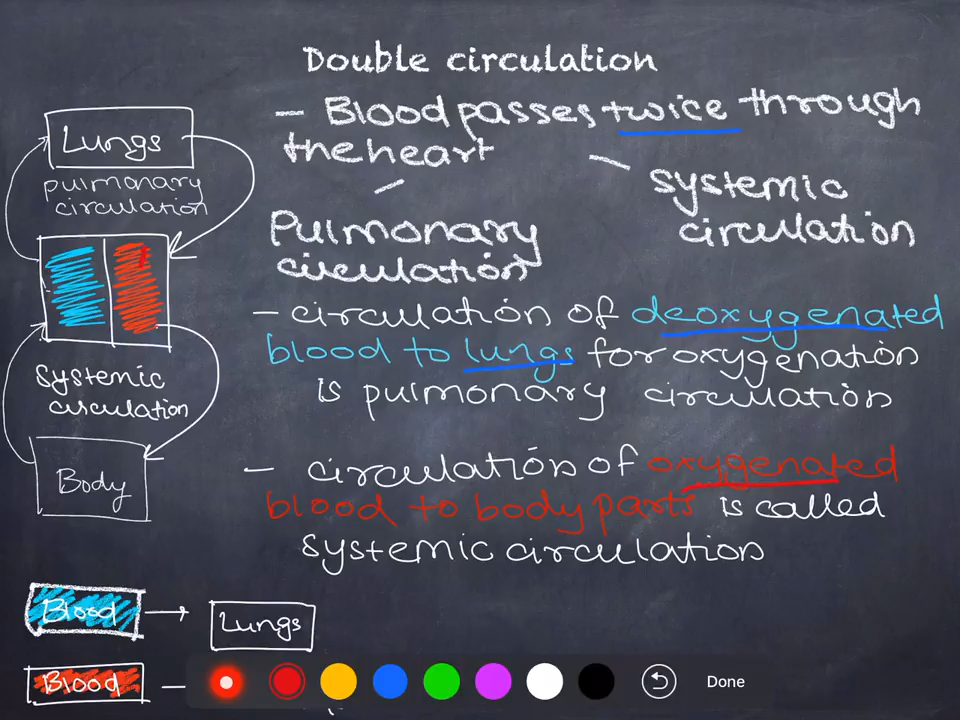 Double circulation
– Blood passes twice through
the heart
Pulmonary
circulation
Systemic
circulation
– circulation of deoxygenated
blood to lungs for oxygenation
is pulmonary circulation
– circulation of oxygenated
blood to body parts is called
systemic circulation
Lungs
pulmonary
circulation
Systemic
circulation
Body
Blood → Lungs
Blood –
Done